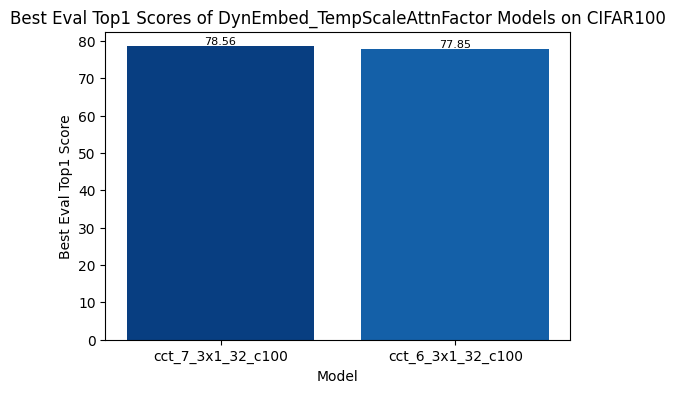 Best Eval Top1 Scores of DynEmbed_TempScaleAttnFactor Models on CIFAR100
Best Eval Top1 Score
80
70
60
50
40
30
20
10
0
78.56
77.85
cct_7_3x1_32_c100
cct_6_3x1_32_c100
Model